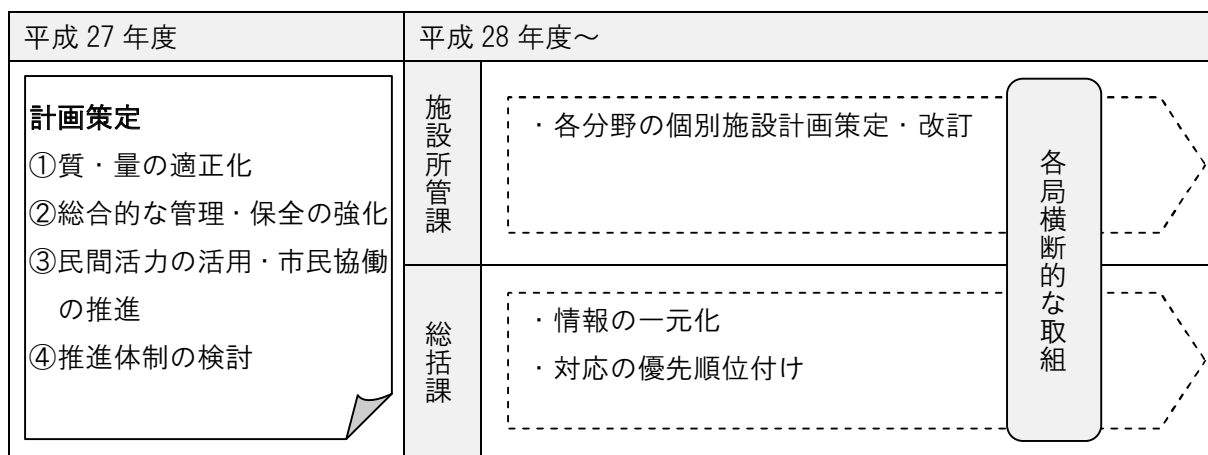 平成 27 年度
平成 28 年度~
計画策定
①質・量の適正化
②総合的な管理・保全の強化
③民間活力の活用・市民協働
の推進
④推進体制の検討
施設所管課
・各分野の個別施設計画策定・改訂
総括課
・情報の一元化
・対応の優先順位付け
各局横断的な取組